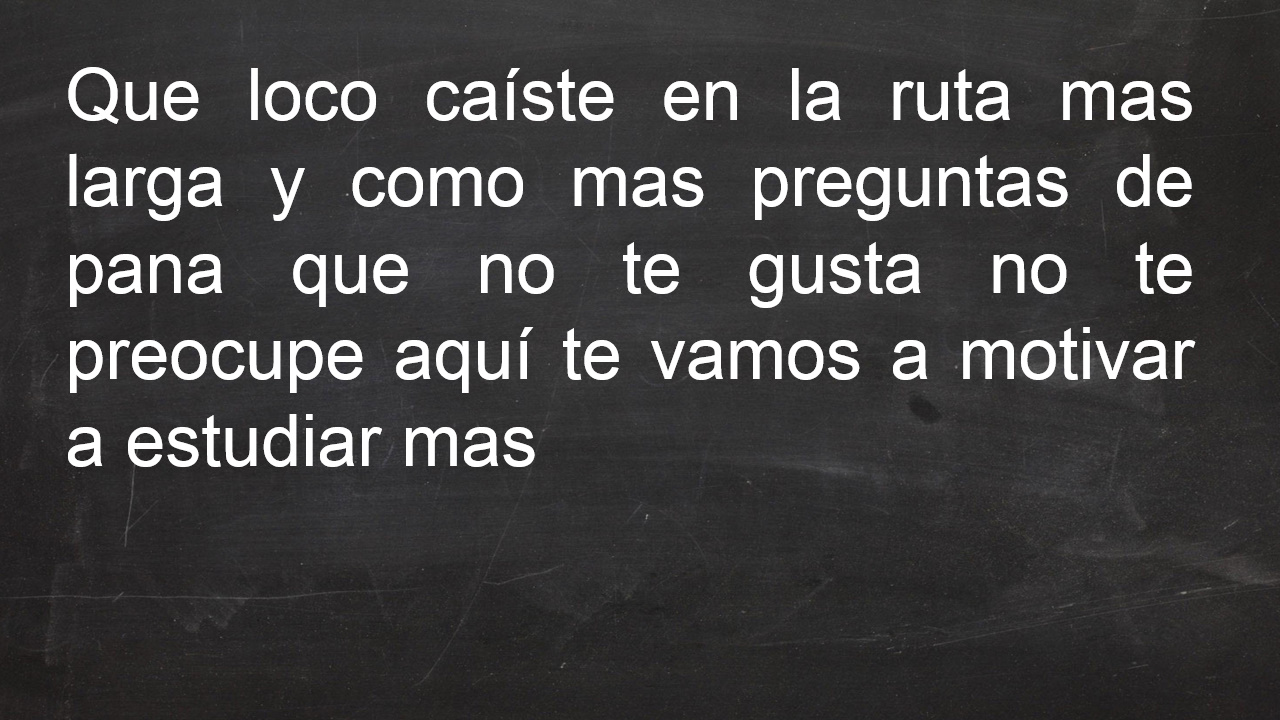 Que loco caíste en la ruta mas
larga y como mas preguntas de
pana que no te gusta no te
preocupe aquí te vamos a motivar
a estudiar mas